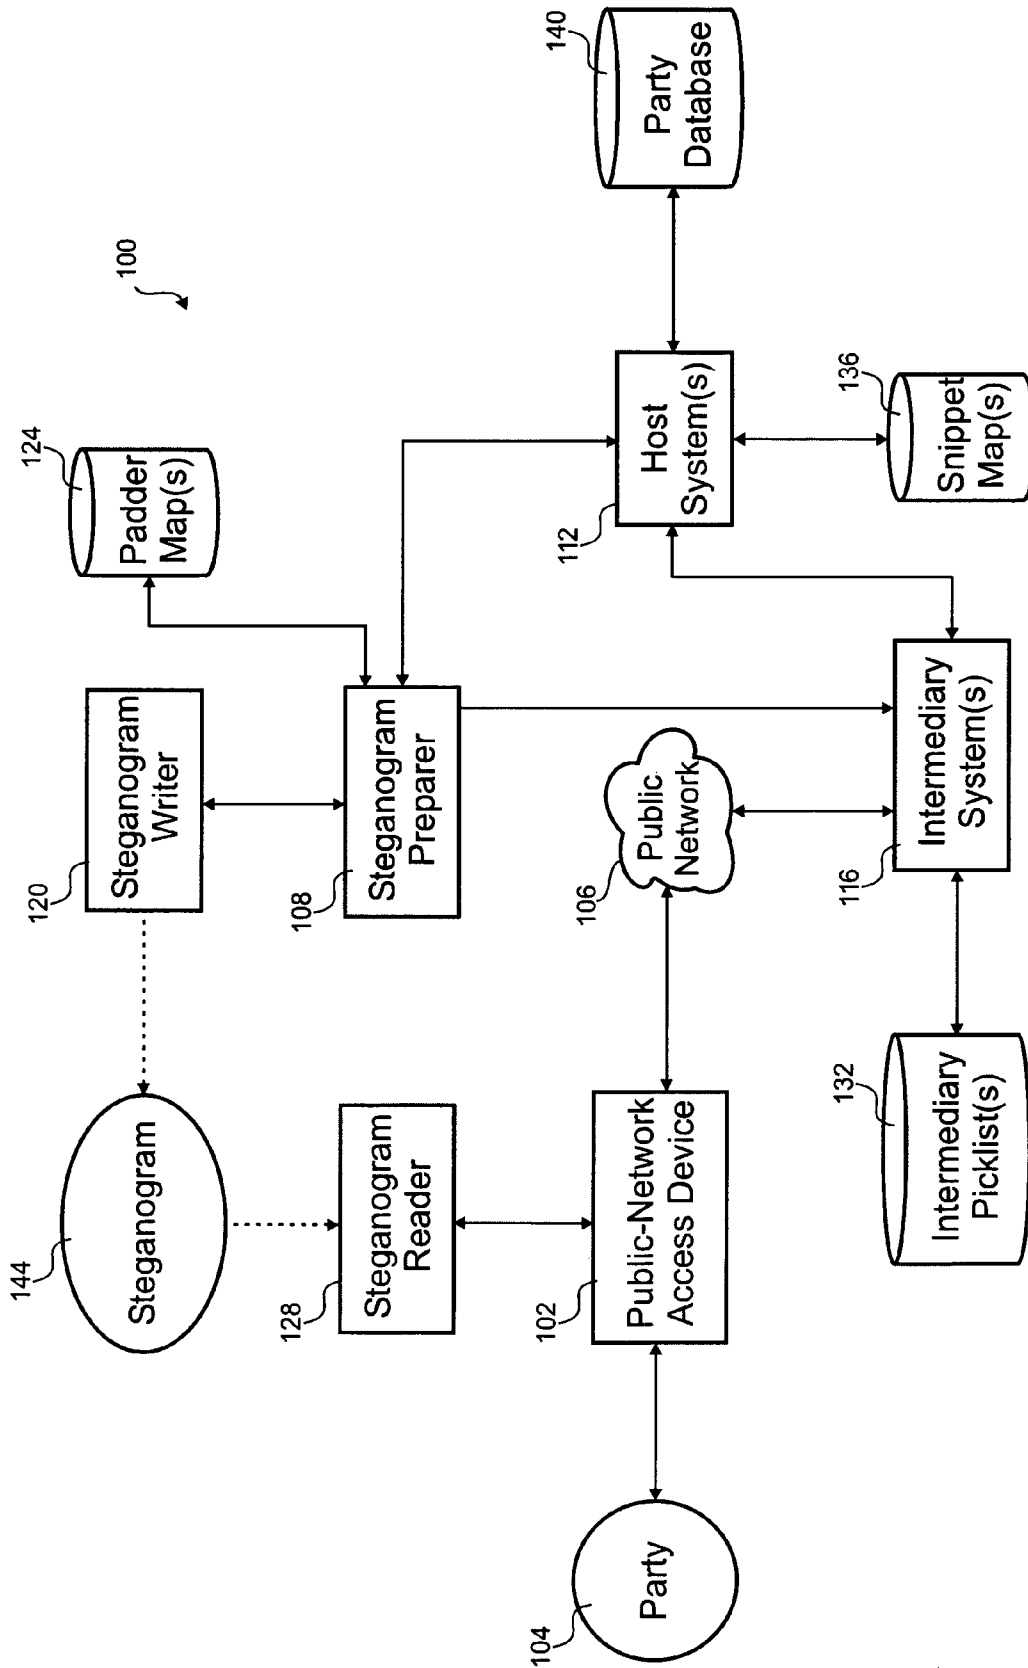 100
144
Steganogram
120
Steganogram
Writer
124
Padder
Map(s)
128
Steganogram
Reader
108
Steganogram
Preparer
104
Party
102
Public-Network
Access Device
106
Public
Network
112
Host
System(s)
140
Party
Database
132
Intermediary
Picklist(s)
116
Intermediary
System(s)
136
Snippet
Map(s)